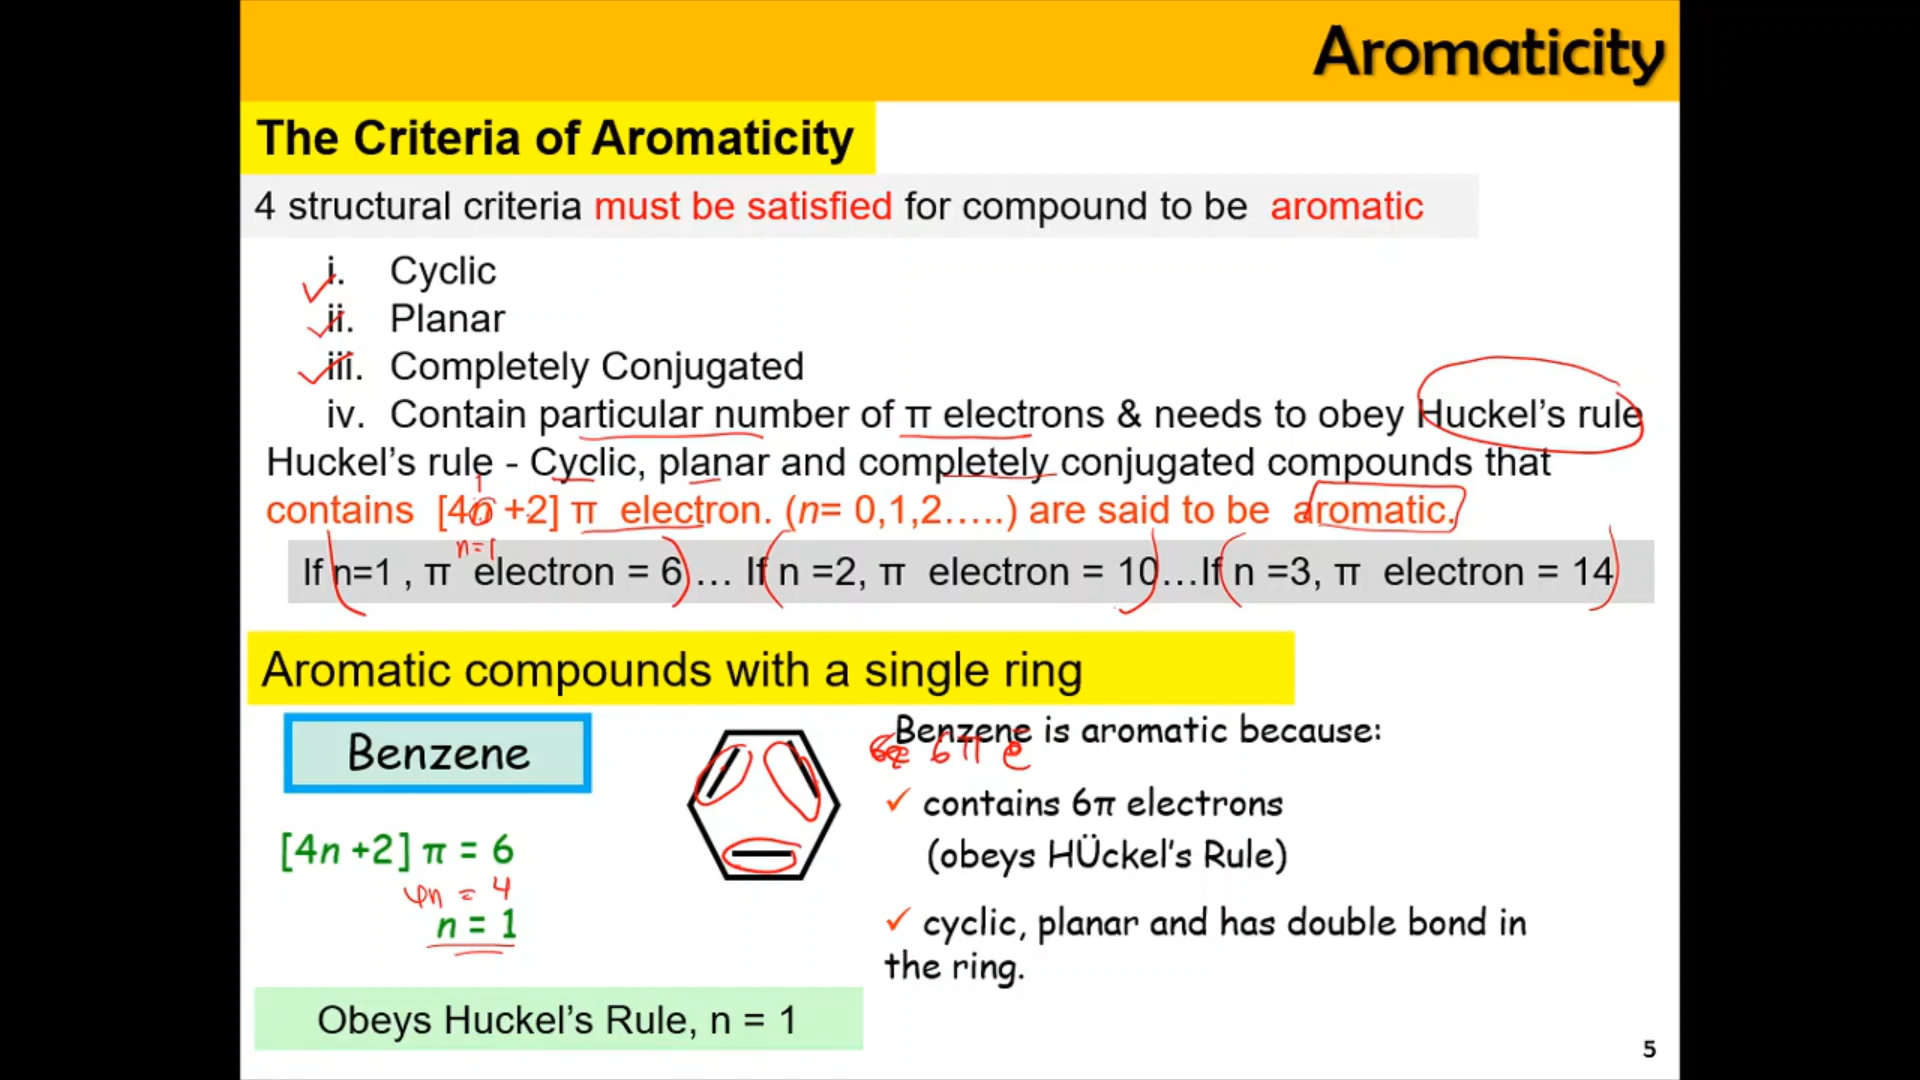 Aromaticity
The Criteria of Aromaticity
4 structural criteria must be satisfied for compound to be aromatic
i. Cyclic
ii. Planar
iii. Completely Conjugated
iv. Contain particular number of π electrons & needs to obey Huckel's rule
Huckel's rule - Cyclic, planar and completely conjugated compounds that
1
contains [4n +2] π electron. (n= 0,1,2…..) are said to be aromatic.
n=1
If n=1 , π electron = 6 … If n =2, π electron = 10…If n =3, π electron = 14
Aromatic compounds with a single ring
Benzene
Benzene is aromatic because:
6 π e
✓ contains 6π electrons
(obeys HÜckel's Rule)
[4n +2] π = 6
4n = 4
n = 1
✓ cyclic, planar and has double bond in
the ring.
Obeys Huckel's Rule, n = 1
5